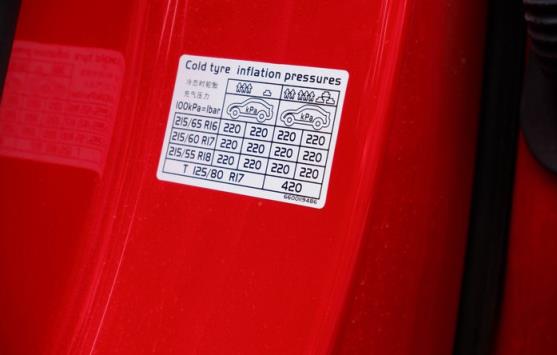 Cold tyre inflation pressures
冷态时轮胎
充气压力
100kPa=1bar
kPa kPa
215/65 R16 220 220 220 220
215/60 R17 220 220 220 220
215/55 R18 220 220 220 220
T 125/80 R17 420
6600119486